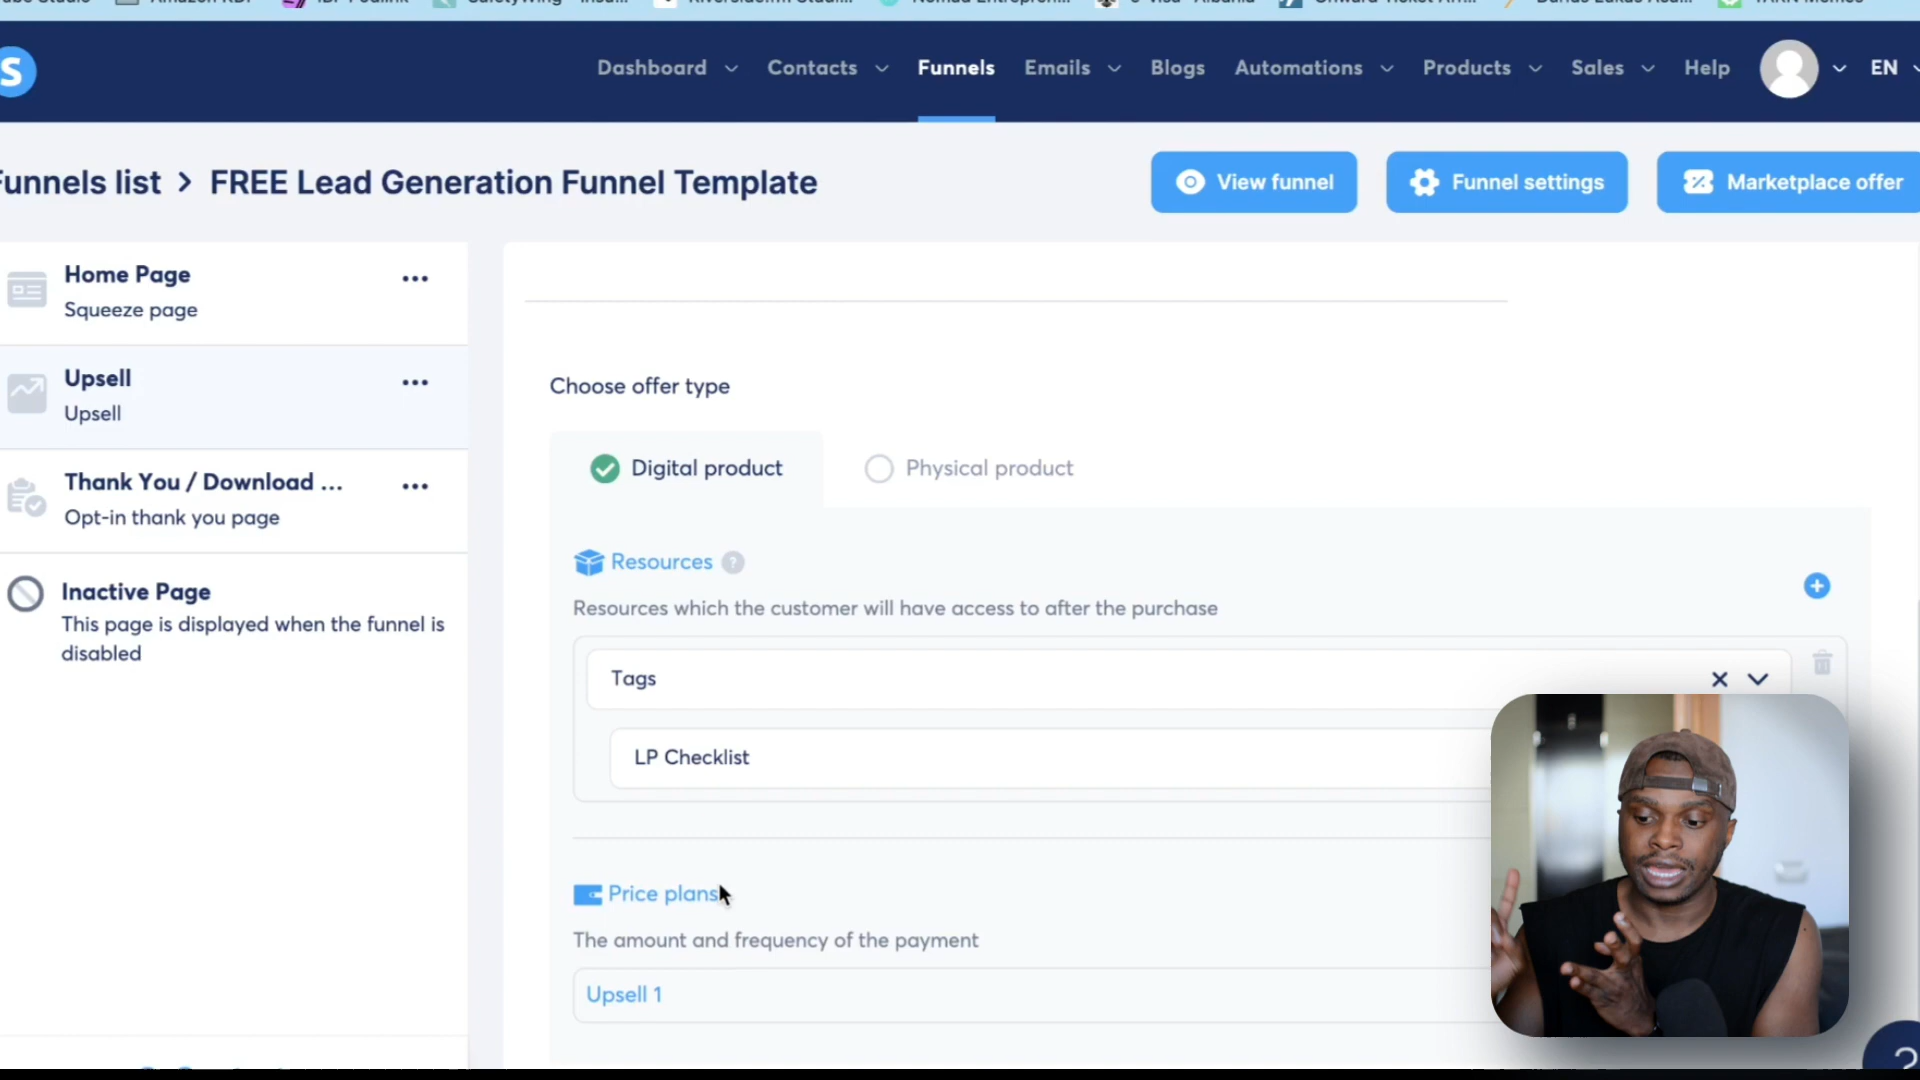 S
Dashboard
Contacts
Funnels
Emails
Blogs
Automations
Products
Sales
Help
EN
Funnels list > FREE Lead Generation Funnel Template
View funnel
Funnel settings
Marketplace offer
Home Page
Squeeze page
Upsell
Upsell
Thank You / Download ...
Opt-in thank you page
Inactive Page
This page is displayed when the funnel is
disabled
Choose offer type
Digital product
Physical product
Resources ?
Resources which the customer will have access to after the purchase
Tags
LP Checklist
Price plans
The amount and frequency of the payment
Upsell 1
?